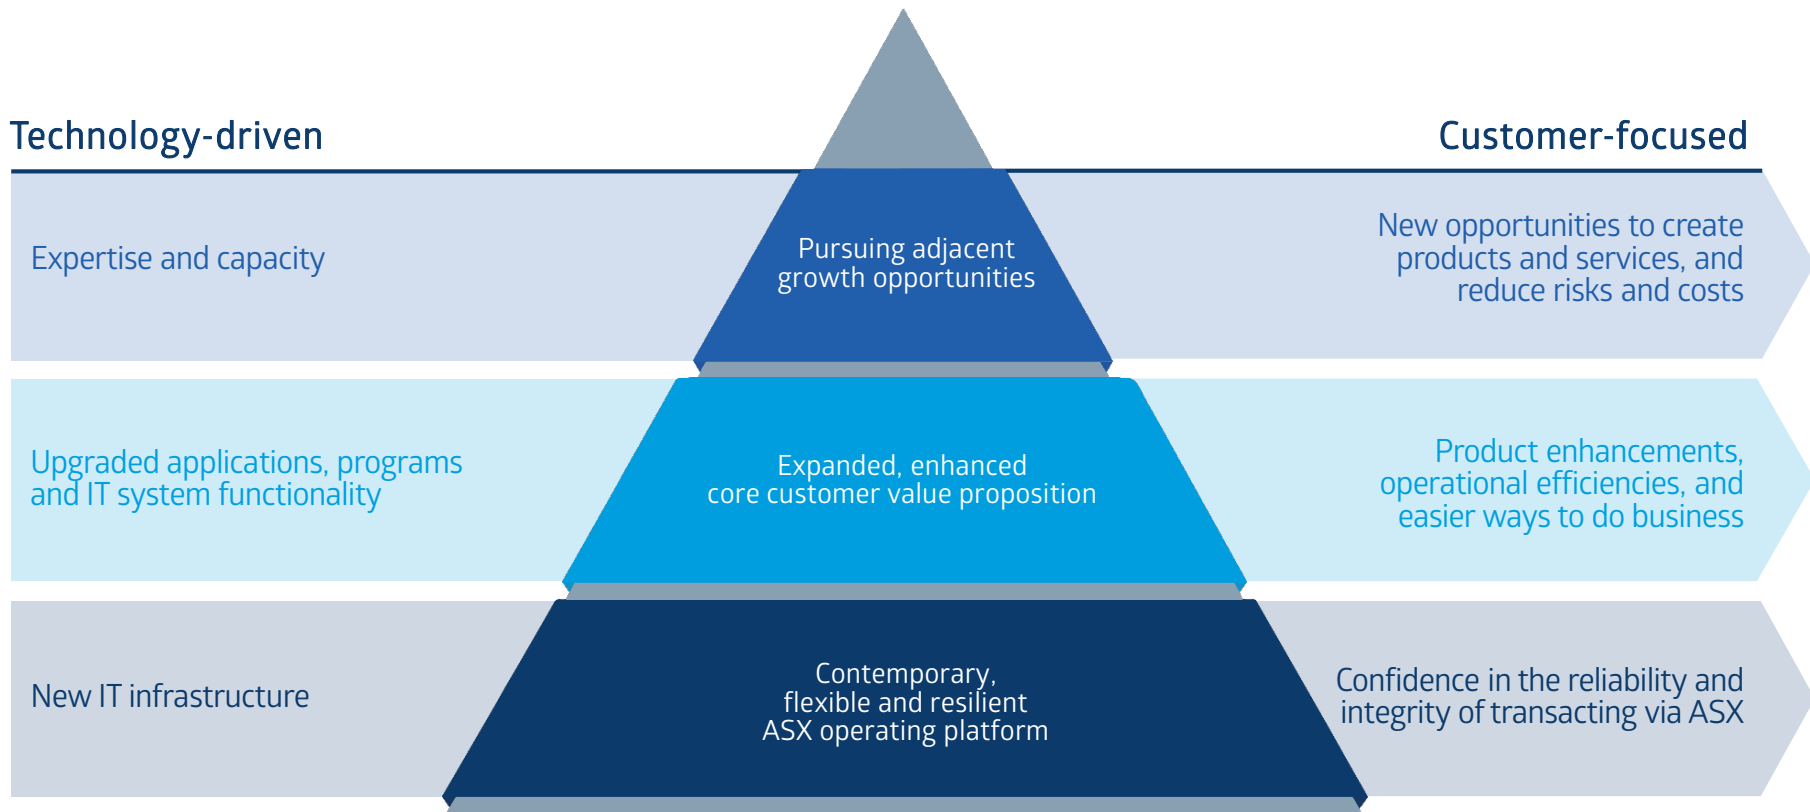 Technology-driven
Customer-focused
Expertise and capacity
Pursuing adjacent
growth opportunities
New opportunities to create
products and services, and
reduce risks and costs
Upgraded applications, programs
and IT system functionality
Expanded, enhanced
core customer value proposition
Product enhancements,
operational efficiencies, and
easier ways to do business
New IT infrastructure
Contemporary,
flexible and resilient
ASX operating platform
Confidence in the reliability and
integrity of transacting via ASX